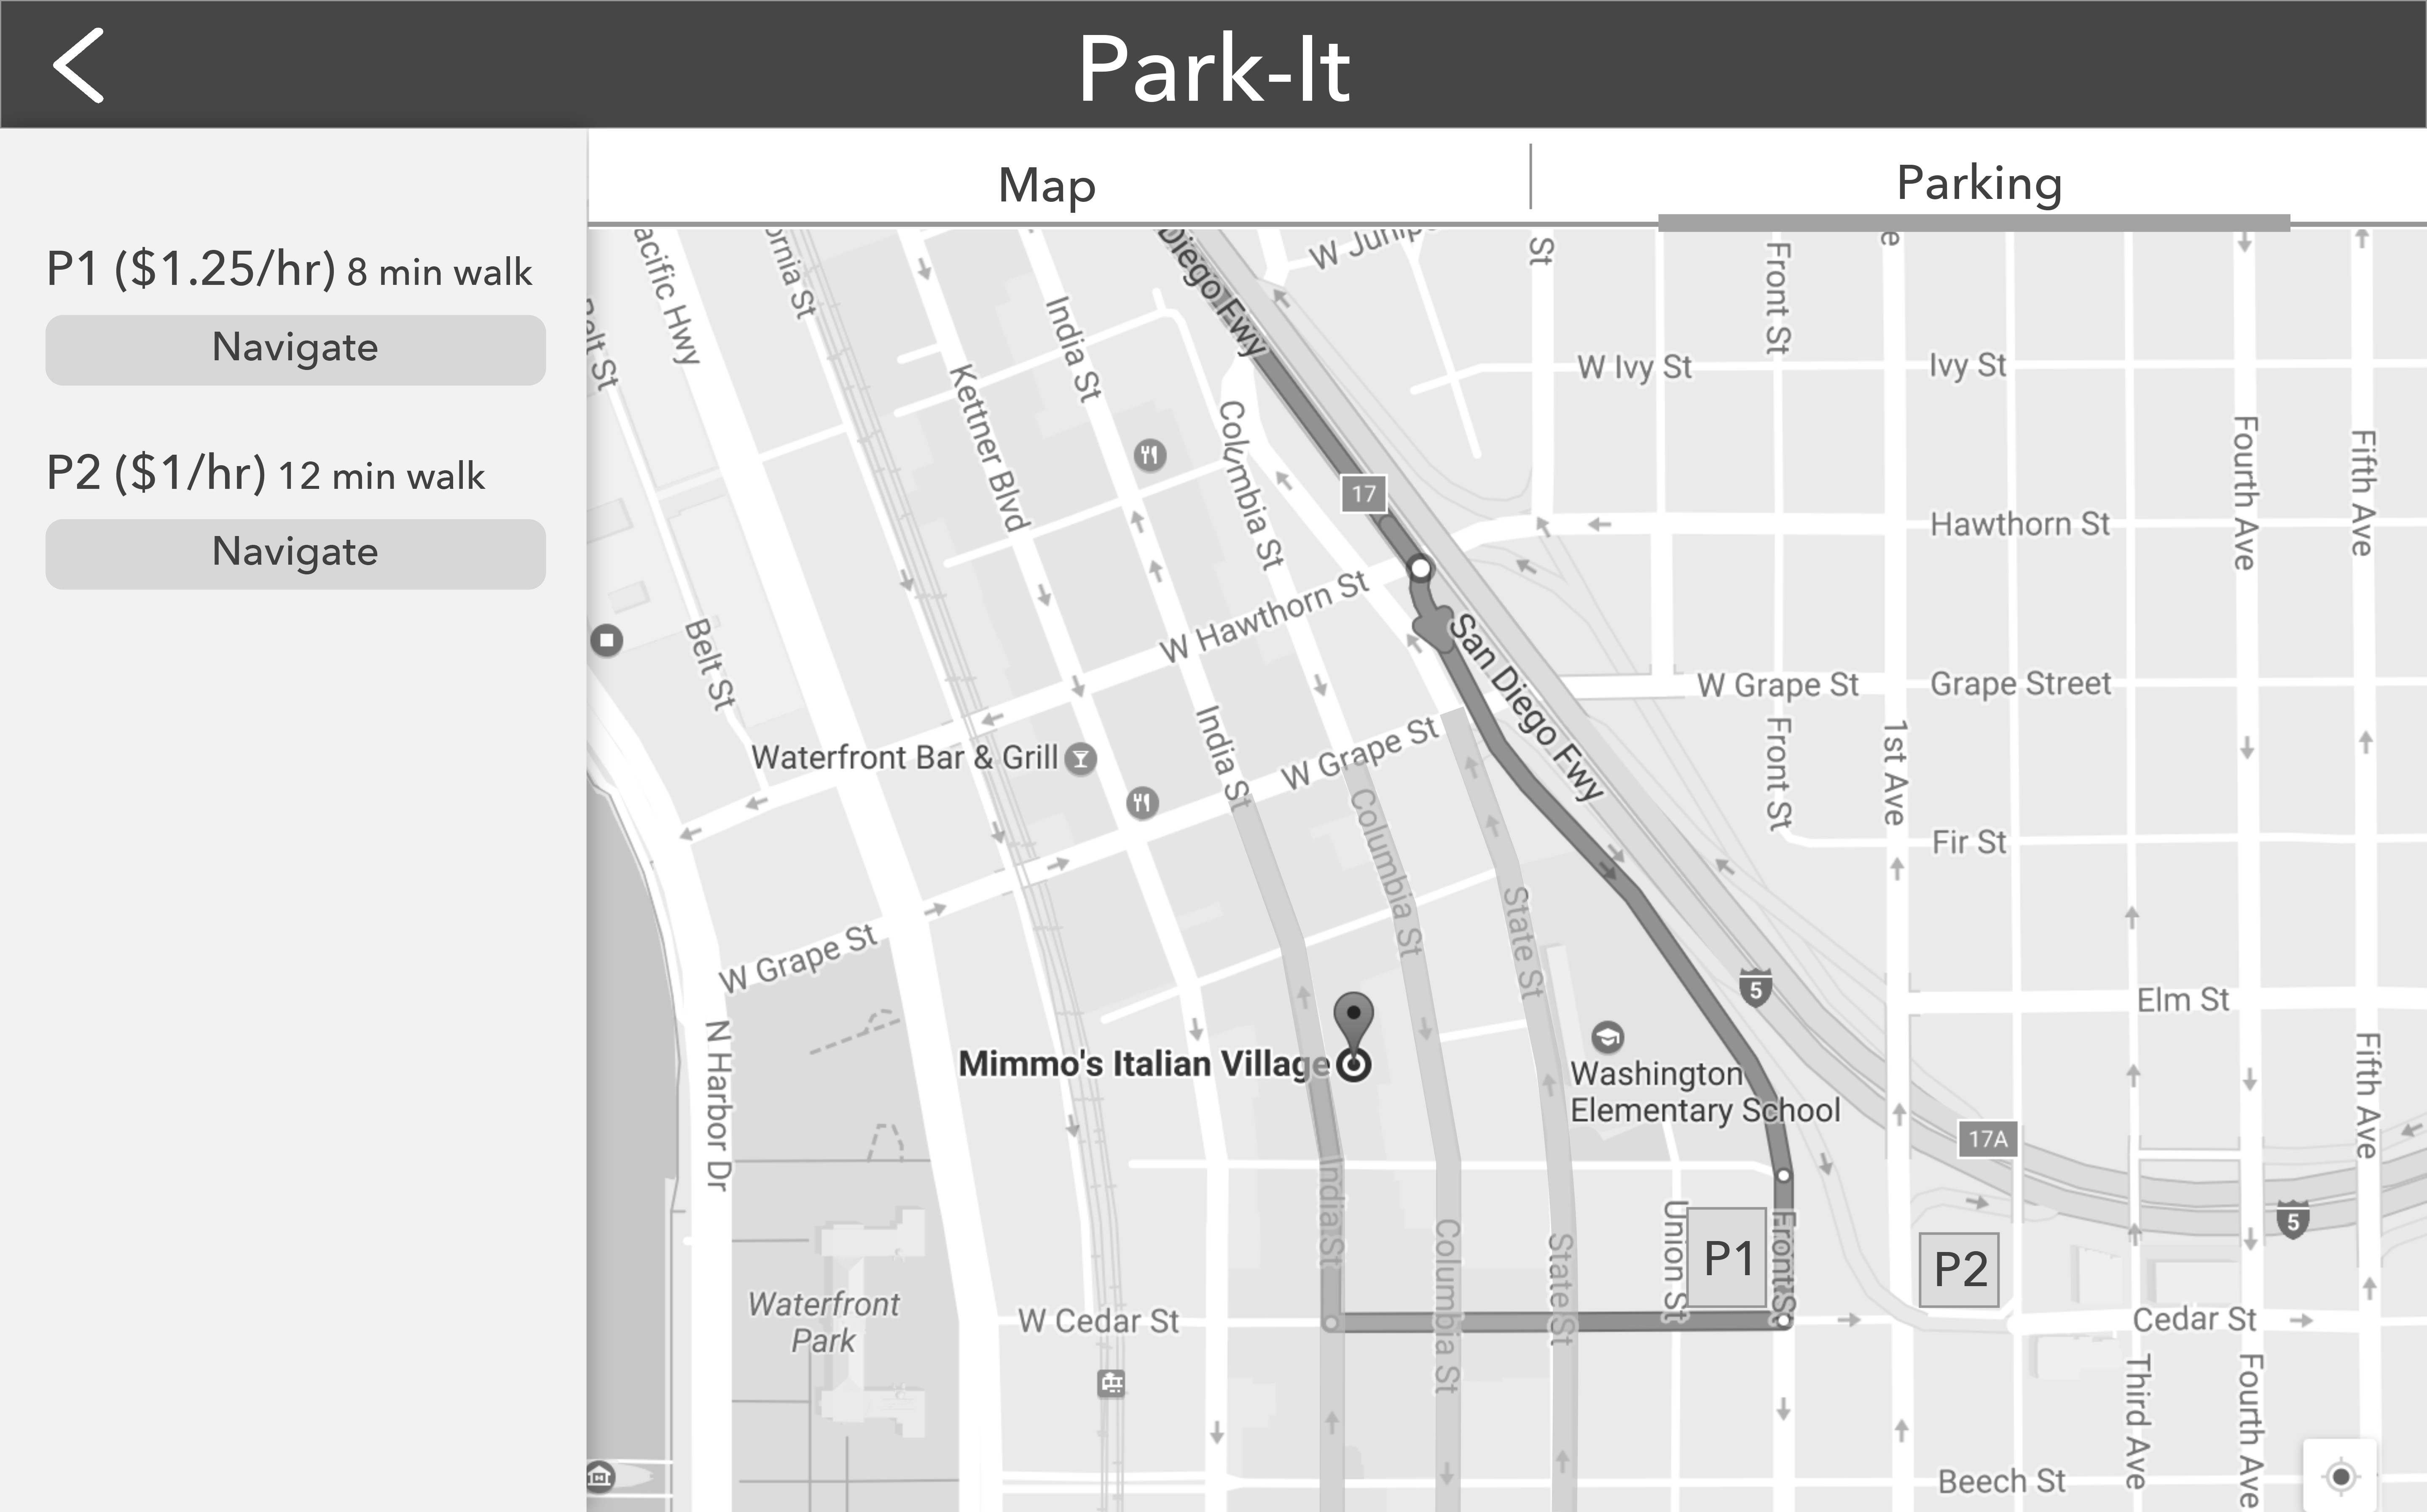 Park-It
Map
Parking
P1 ($1.25/hr) 8 min walk
Navigate
P2 ($1/hr) 12 min walk
Navigate
acific Hwy
ornia St
Diego Fwy
St
Front St
e
Belt St
India St
Kettner Blvd
Columbia St
W Ivy St
Ivy St
Fourth Ave
Fifth Ave
17
Hawthorn St
W Hawthorn St
Belt St
San Diego Fwy
W Grape St
Grape Street
India St
W Grape St
Front St
1st Ave
Waterfront Bar & Grill
Columbia St
Fir St
State St
W Grape St
5
Elm St
N Harbor Dr
Mimmo's Italian Village
Washington
Elementary School
Fifth Ave
17A
India St
Columbia St
State St
Union St
P1
Front St
P2
5
Waterfront
Park
W Cedar St
Cedar St
Third Ave
Fourth Ave
Beech St